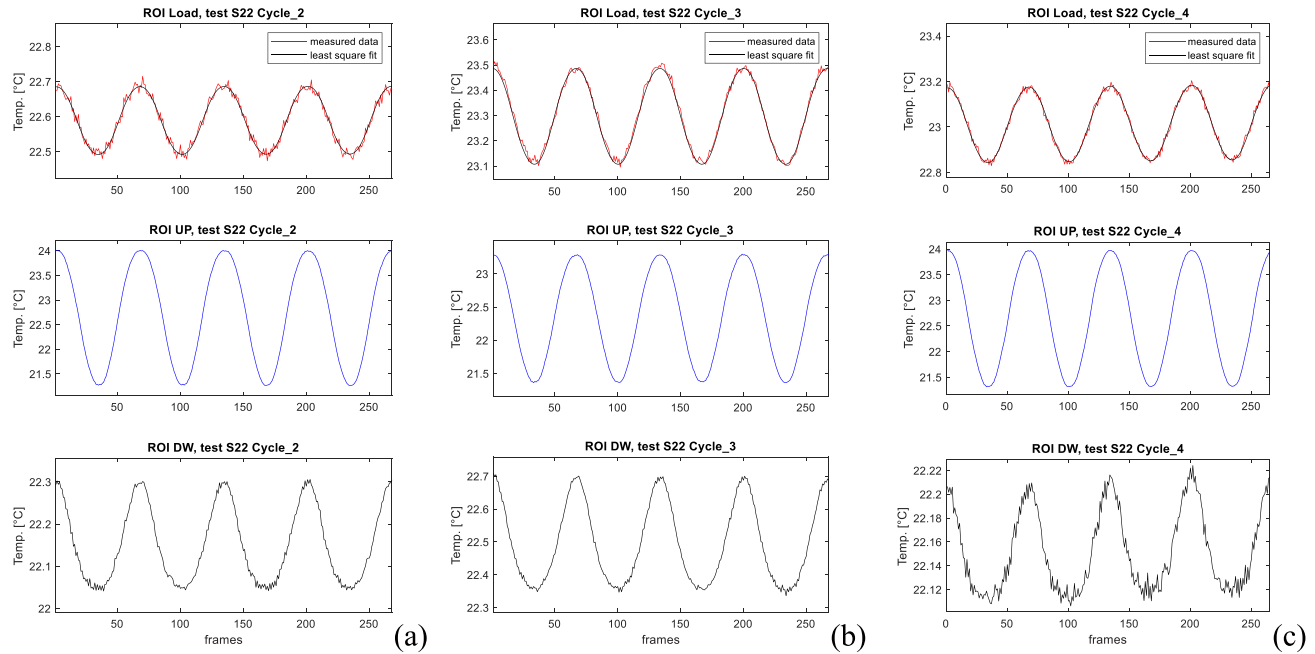 ROI Load, test S22 Cycle_2
Temp. [°C]
22.8
22.7
22.6
22.5
measured data
least square fit
50 100 150 200 250
ROI UP, test S22 Cycle_2
Temp. [°C]
24
23.5
23
22.5
22
21.5
50 100 150 200 250
ROI DW, test S22 Cycle_2
Temp. [°C]
22.3
22.2
22.1
22
50 100 150 200 250
frames
(a)
ROI Load, test S22 Cycle_3
Temp. [°C]
23.6
23.5
23.4
23.3
23.2
23.1
measured data
least square fit
50 100 150 200 250
ROI UP, test S22 Cycle_3
Temp. [°C]
23
22.5
22
21.5
50 100 150 200 250
ROI DW, test S22 Cycle_3
Temp. [°C]
22.7
22.6
22.5
22.4
22.3
50 100 150 200 250
frames
(b)
ROI Load, test S22 Cycle_4
Temp. [°C]
23.4
23.2
23
22.8
measured data
least square fit
0 50 100 150 200 250
ROI UP, test S22 Cycle_4
Temp. [°C]
24
23.5
23
22.5
22
21.5
0 50 100 150 200 250
ROI DW, test S22 Cycle_4
Temp. [°C]
22.22
22.2
22.18
22.16
22.14
22.12
0 50 100 150 200 250
frames
(c)